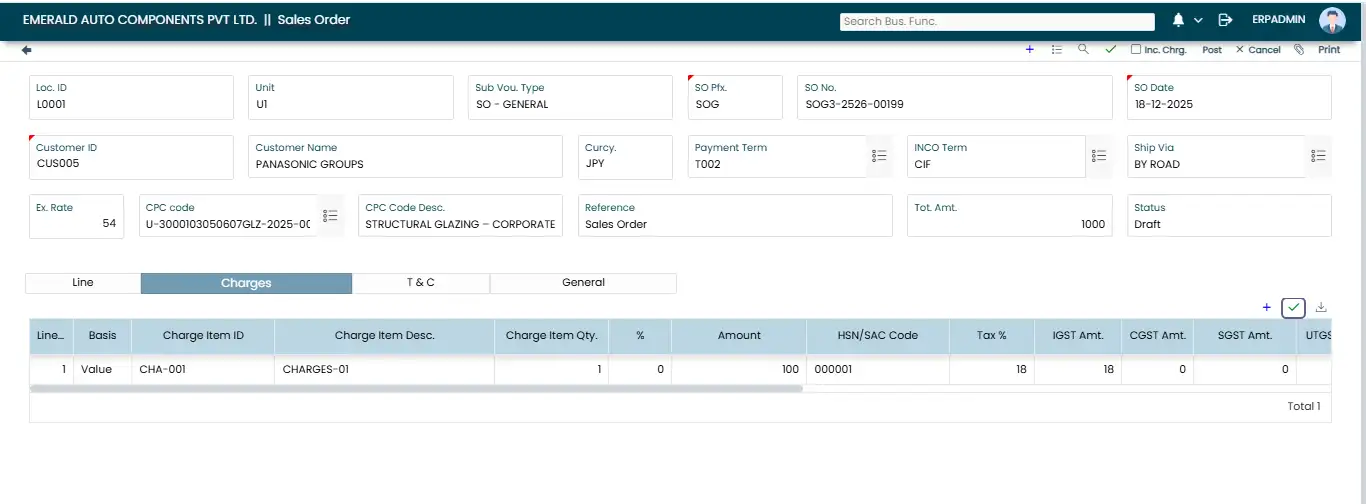 EMERALD AUTO COMPONENTS PVT LTD. || Sales Order
Search Bus. Func.
ERPADMIN
Inc. Chrg. Post Cancel Print
Loc. ID
L0001
Unit
U1
Sub Vou. Type
SO - GENERAL
SO Pfx.
SOG
SO No.
SOG3-2526-00199
SO Date
18-12-2025
Customer ID
CUS005
Customer Name
PANASONIC GROUPS
Curcy.
JPY
Payment Term
T002
INCO Term
CIF
Ship Via
BY ROAD
Ex. Rate
54
CPC code
U-3000103050607GLZ-2025-00
CPC Code Desc.
STRUCTURAL GLAZING – CORPORATE
Reference
Sales Order
Tot. Amt.
1000
Status
Draft
Line Charges T & C General
Line... Basis Charge Item ID Charge Item Desc. Charge Item Qty. % Amount HSN/SAC Code Tax % IGST Amt. CGST Amt. SGST Amt. UTGS
1 Value CHA-001 CHARGES-01 1 0 100 000001 18 18 0 0
Total 1